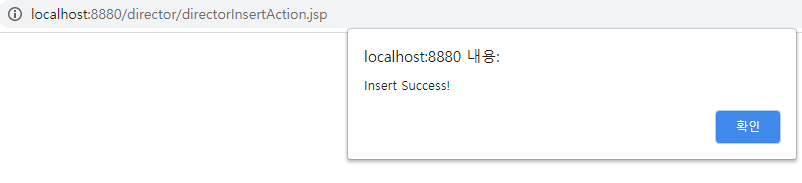 localhost:8880/director/directorInsertAction.jsp
localhost:8880 내용:
Insert Success!
확인